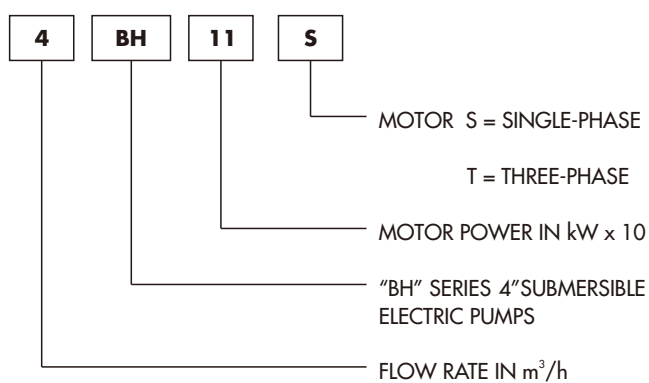 4 BH 11 S
MOTOR S = SINGLE-PHASE
T = THREE-PHASE
MOTOR POWER IN kW x 10
“BH” SERIES 4”SUBMERSIBLE
ELECTRIC PUMPS
FLOW RATE IN m³/h